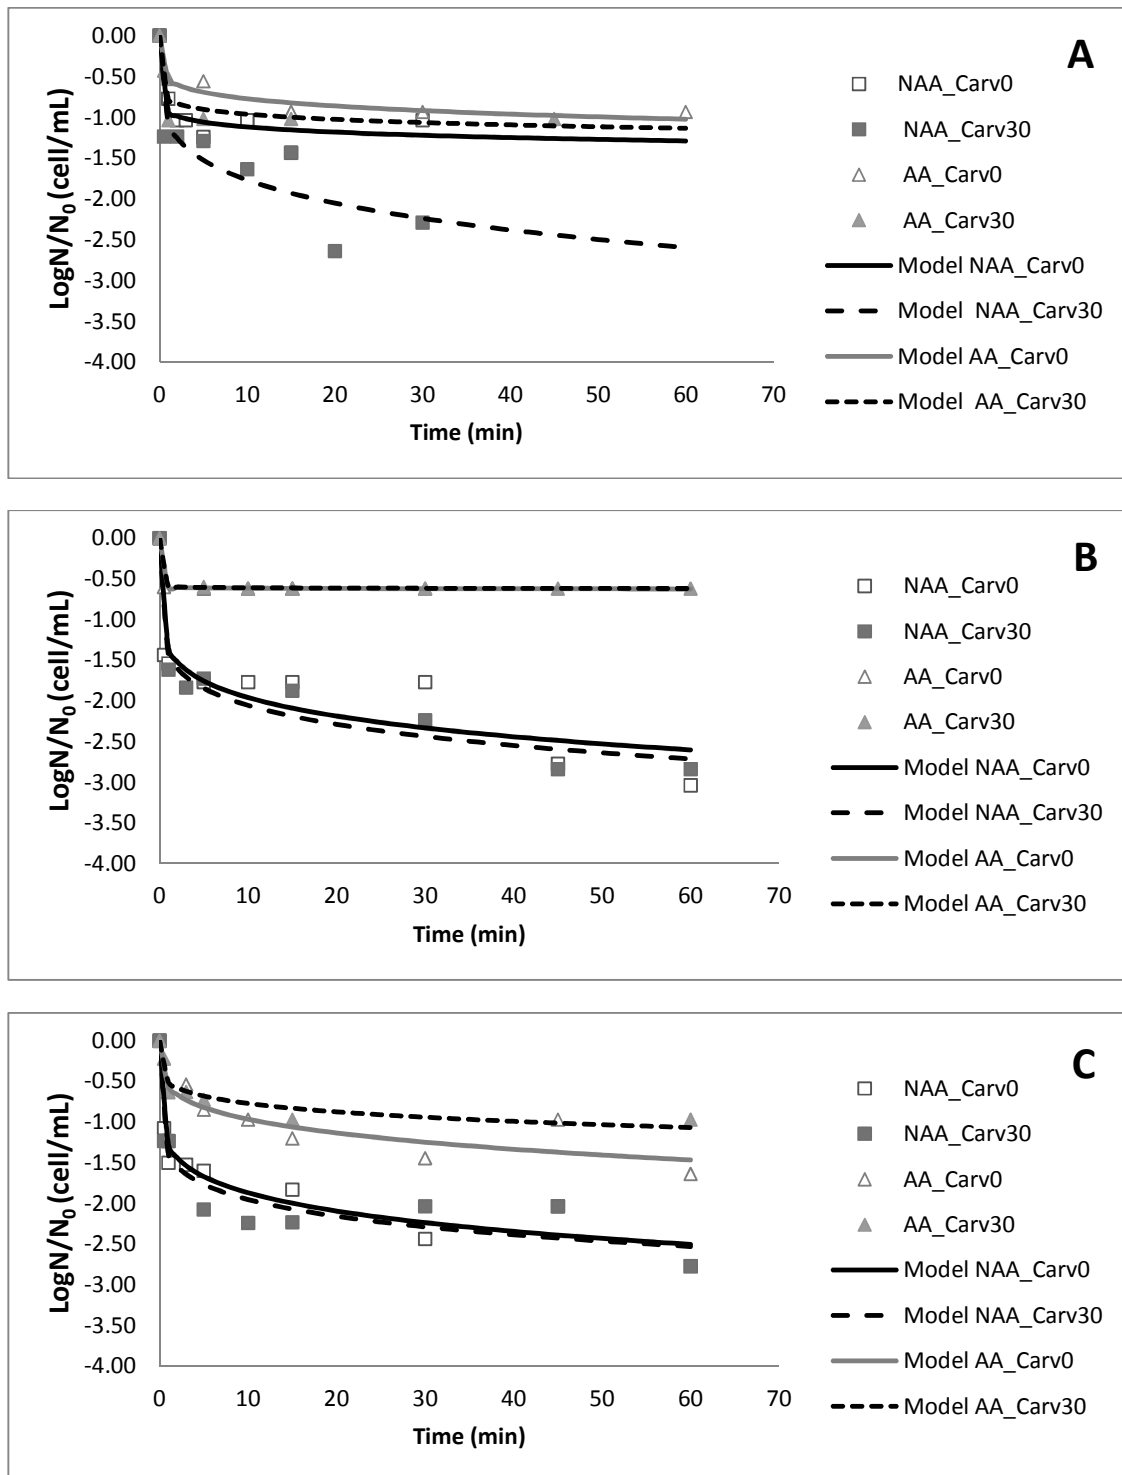 A
LogN/N0 (cell/mL)
0.00
-0.50
-1.00
-1.50
-2.00
-2.50
-3.00
-3.50
-4.00
0 10 20 30 40 50 60 70
Time (min)
NAA_Carv0
NAA_Carv30
AA_Carv0
AA_Carv30
Model NAA_Carv0
Model NAA_Carv30
Model AA_Carv0
Model AA_Carv30
B
LogN/N0 (cell/mL)
0.00
-0.50
-1.00
-1.50
-2.00
-2.50
-3.00
-3.50
-4.00
0 10 20 30 40 50 60 70
Time (min)
NAA_Carv0
NAA_Carv30
AA_Carv0
AA_Carv30
Model NAA_Carv0
Model NAA_Carv30
Model AA_Carv0
Model AA_Carv30
C
LogN/N0 (cell/mL)
0.00
-0.50
-1.00
-1.50
-2.00
-2.50
-3.00
-3.50
-4.00
0 10 20 30 40 50 60 70
Time (min)
NAA_Carv0
NAA_Carv30
AA_Carv0
AA_Carv30
Model NAA_Carv0
Model NAA_Carv30
Model AA_Carv0
Model AA_Carv30